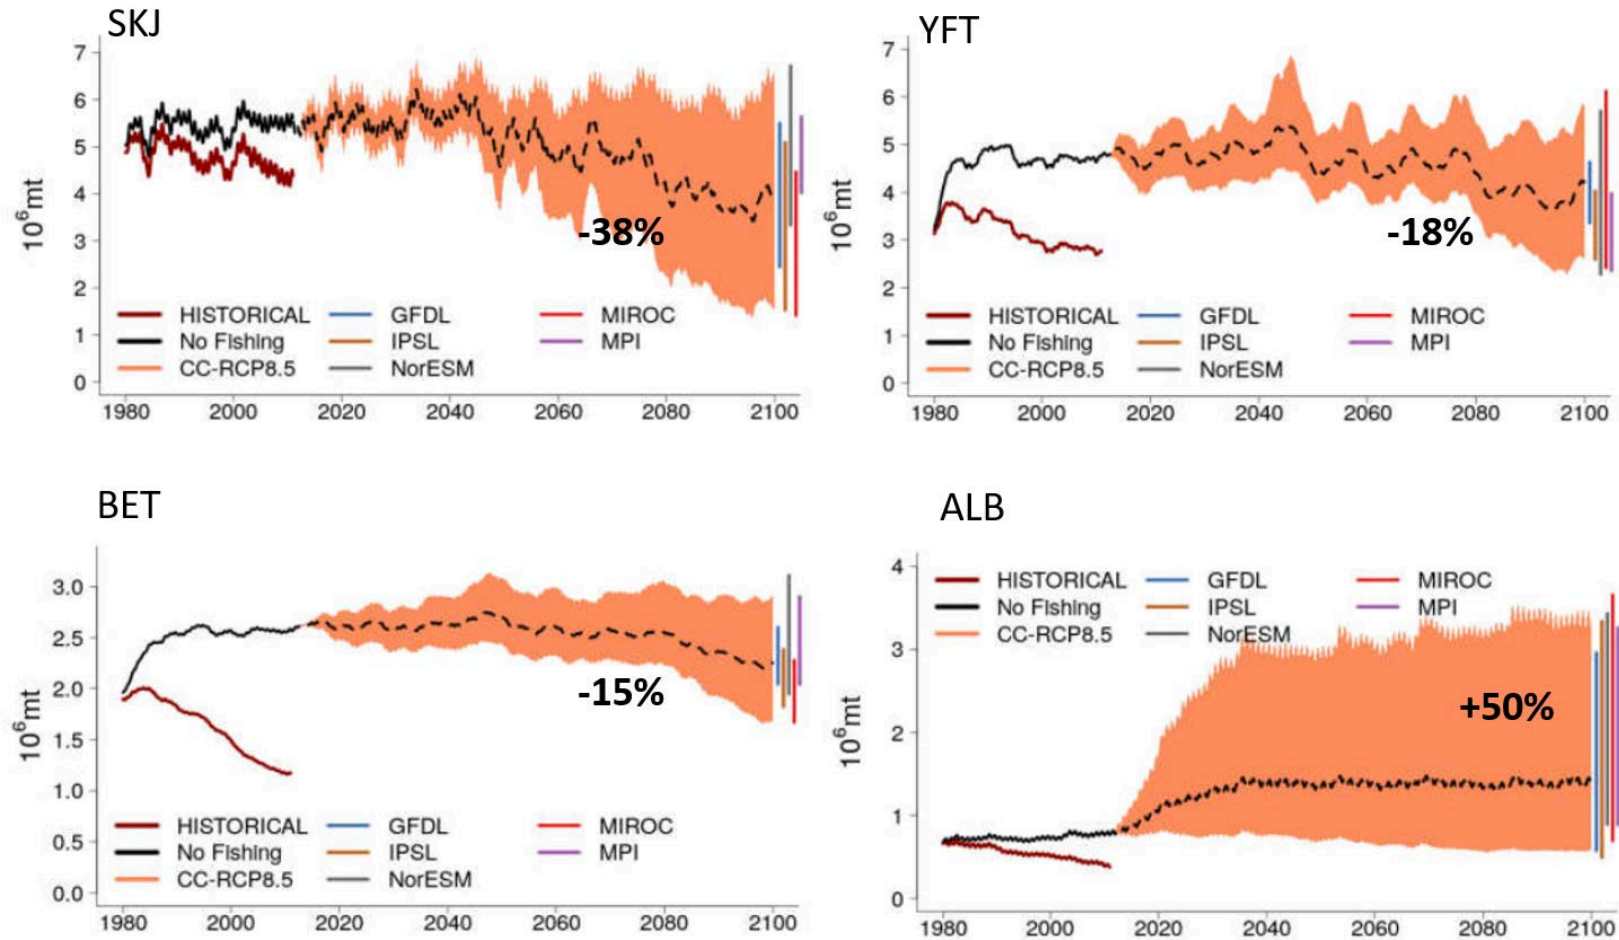 SKJ
7
6
5
4
3
2
1
0
10⁶mt
-38%
HISTORICAL GFDL MIROC
No Fishing IPSL MPI
CC-RCP8.5 NorESM
1980 2000 2020 2040 2060 2080 2100
YFT
7
6
5
4
3
2
1
0
10⁶mt
-18%
HISTORICAL GFDL MIROC
No Fishing IPSL MPI
CC-RCP8.5 NorESM
1980 2000 2020 2040 2060 2080 2100
BET
3.0
2.5
2.0
1.5
1.0
0.5
0.0
10⁶mt
-15%
HISTORICAL GFDL MIROC
No Fishing IPSL MPI
CC-RCP8.5 NorESM
1980 2000 2020 2040 2060 2080 2100
ALB
4
3
2
1
0
10⁶mt
HISTORICAL GFDL MIROC
No Fishing IPSL MPI
CC-RCP8.5 NorESM
+50%
1980 2000 2020 2040 2060 2080 2100